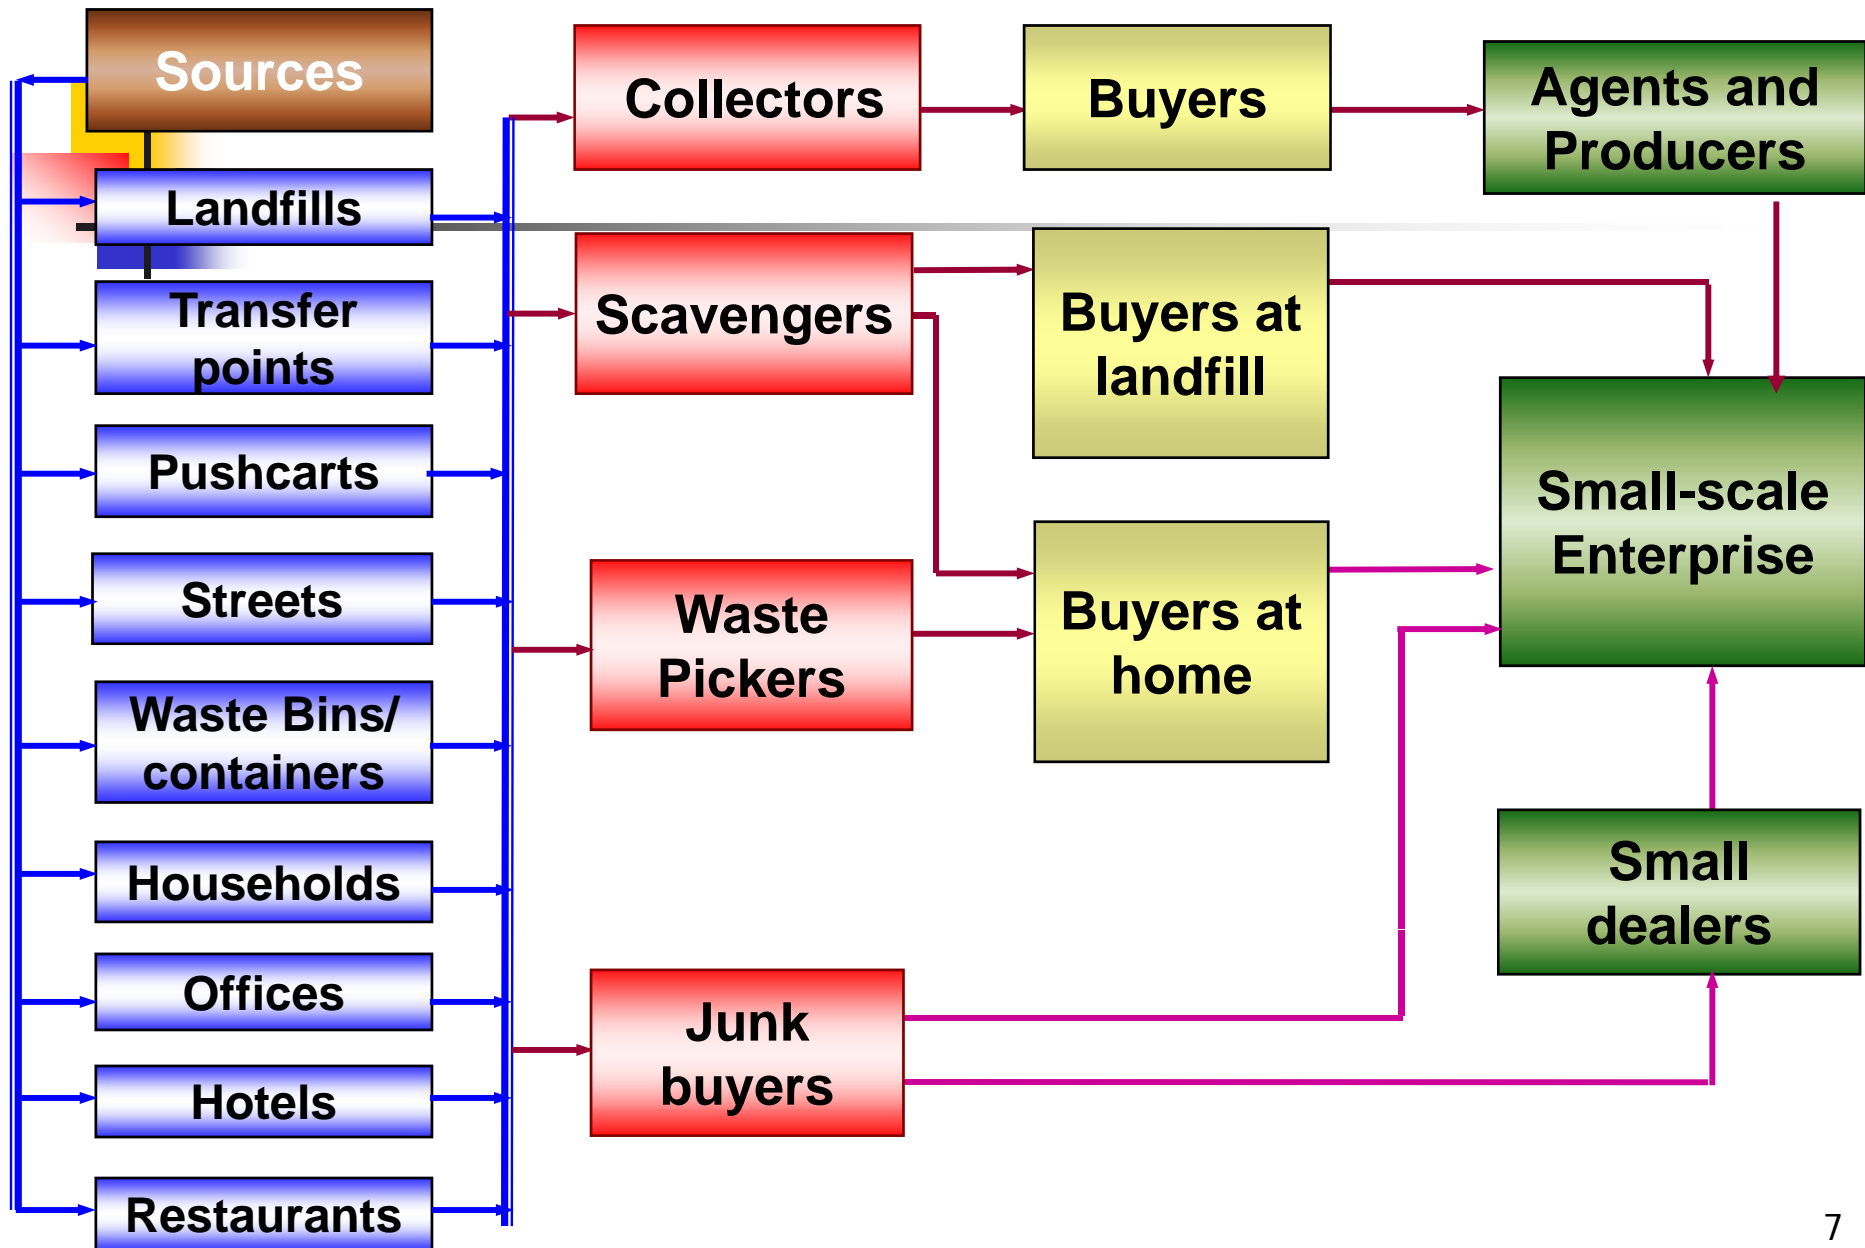 Sources
Landfills
Transfer
points
Pushcarts
Streets
Waste Bins/
containers
Households
Offices
Hotels
Restaurants
Collectors
Scavengers
Waste
Pickers
Junk
buyers
Buyers
Buyers at
landfill
Buyers at
home
Agents and
Producers
Small-scale
Enterprise
Small
dealers
7